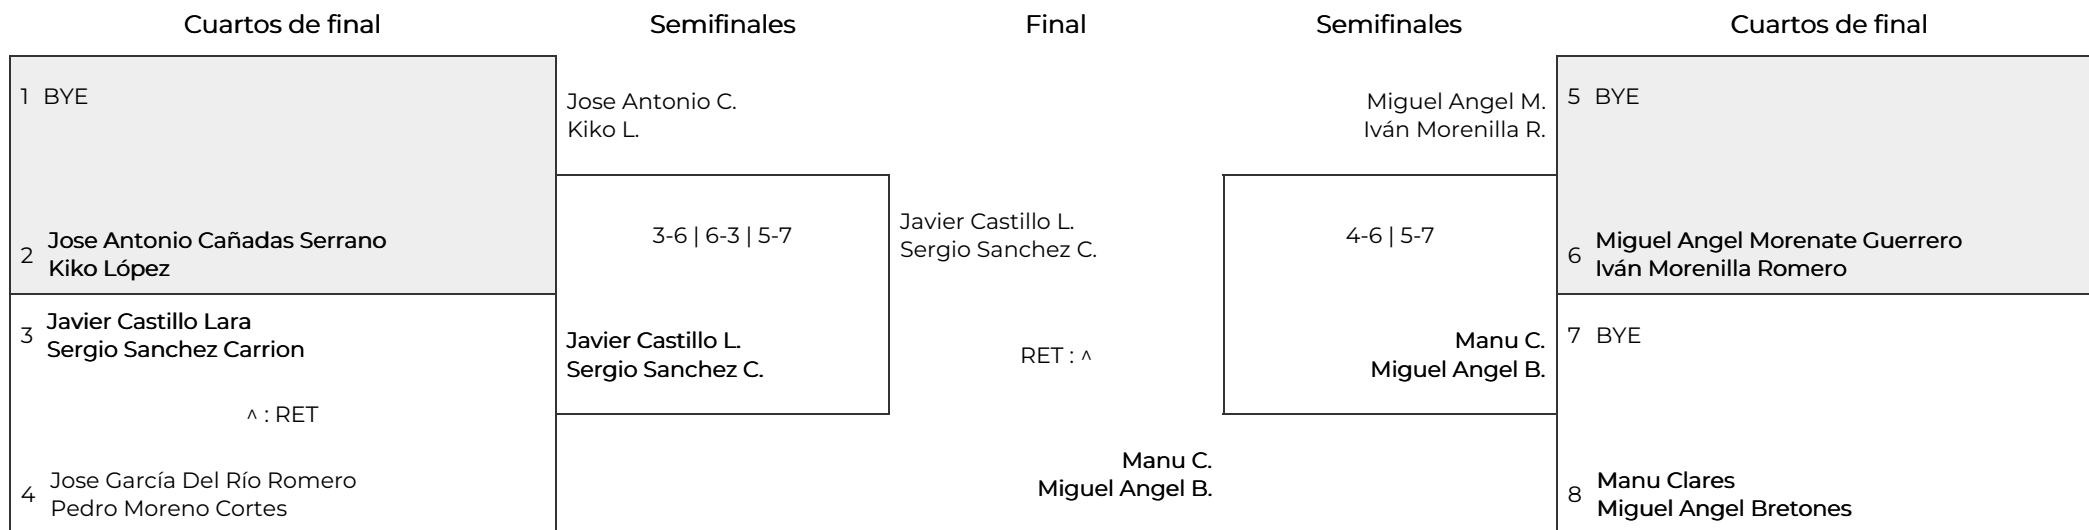 Cuartos de final
Semifinales
Final
Semifinales
Cuartos de final
1 BYE
2 Jose Antonio Cañadas Serrano
Kiko López
3 Javier Castillo Lara
Sergio Sanchez Carrion
^ : RET
4 Jose García Del Río Romero
Pedro Moreno Cortes
Jose Antonio C.
Kiko L.
3-6 | 6-3 | 5-7
Javier Castillo L.
Sergio Sanchez C.
Javier Castillo L.
Sergio Sanchez C.
RET : ^
Manu C.
Miguel Angel B.
Miguel Angel M.
Iván Morenilla R.
4-6 | 5-7
Manu C.
Miguel Angel B.
5 BYE
6 Miguel Angel Morenate Guerrero
Iván Morenilla Romero
7 BYE
8 Manu Clares
Miguel Angel Bretones